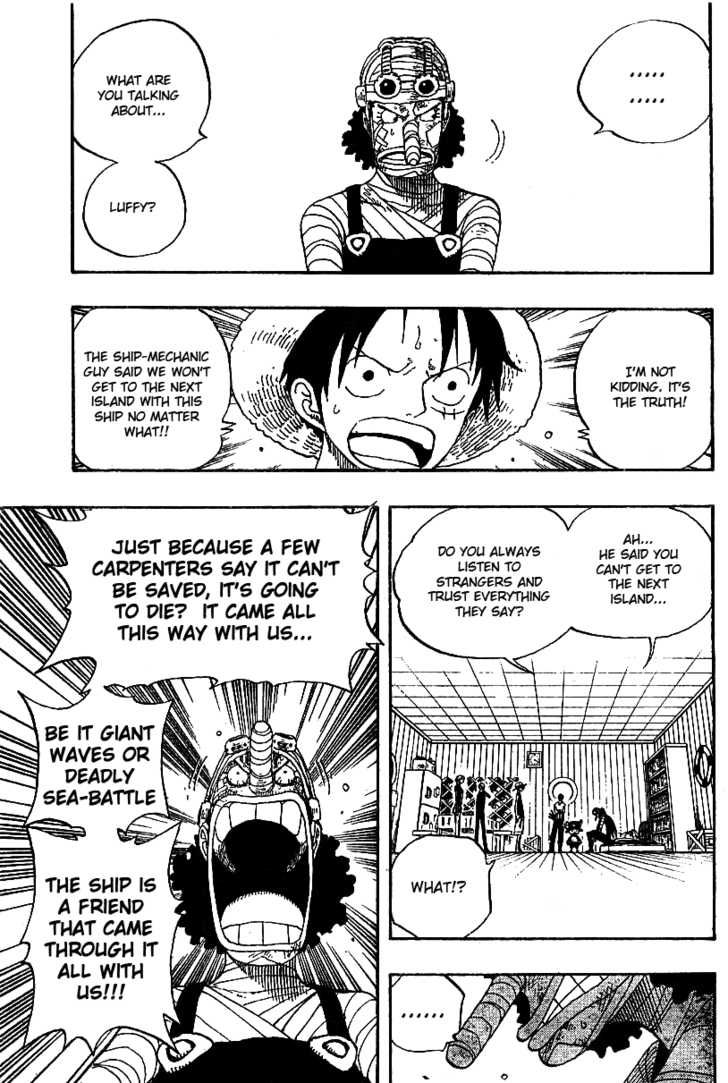 .....
.....
WHAT ARE
YOU TALKING
ABOUT...
LUFFY?
I'M NOT
KIDDING. IT'S
THE TRUTH!
THE SHIP-MECHANIC
GUY SAID WE WON'T
GET TO THE NEXT
ISLAND WITH THIS
SHIP NO MATTER
WHAT!!
AH...
HE SAID YOU
CAN'T GET TO
THE NEXT
ISLAND...
DO YOU ALWAYS
LISTEN TO
STRANGERS AND
TRUST EVERYTHING
THEY SAY?
WHAT!?
......
JUST BECAUSE A FEW
CARPENTERS SAY IT CAN'T
BE SAVED, IT'S GOING
TO DIE? IT CAME ALL
THIS WAY WITH US...
BE IT GIANT
WAVES OR
DEADLY
SEA-BATTLE
THE SHIP IS
A FRIEND
THAT CAME
THROUGH IT
ALL WITH
US!!!